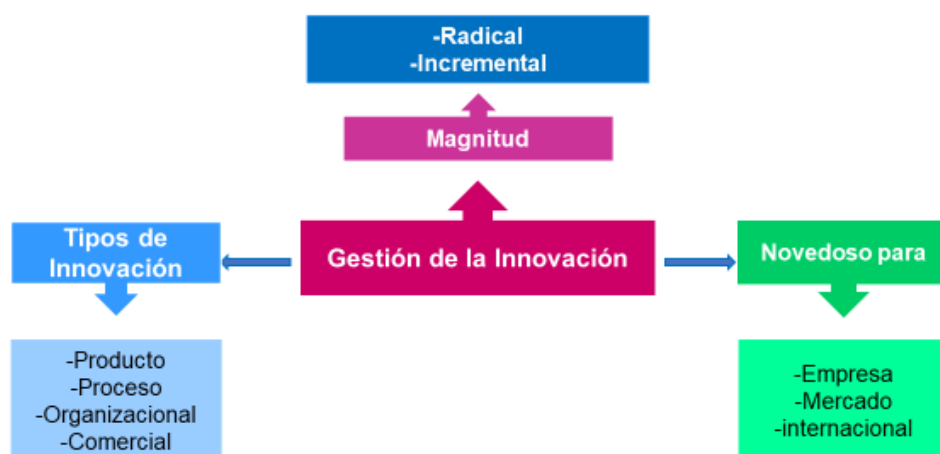 -Radical
-Incremental
Magnitud
Tipos de
Innovación
Gestión de la Innovación
Novedoso para
-Producto
-Proceso
-Organizacional
-Comercial
-Empresa
-Mercado
-internacional